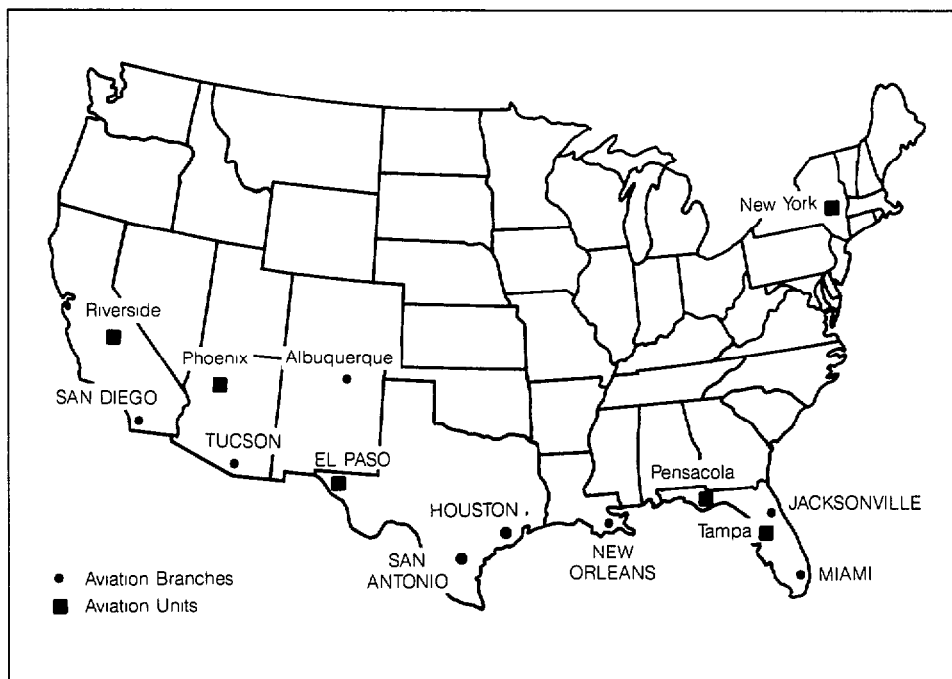 New York
Riverside
Phoenix
Albuquerque
SAN DIEGO
TUCSON
EL PASO
Pensacola
HOUSTON
JACKSONVILLE
Tampa
SAN
ANTONIO
NEW
ORLEANS
MIAMI
Aviation Branches
Aviation Units